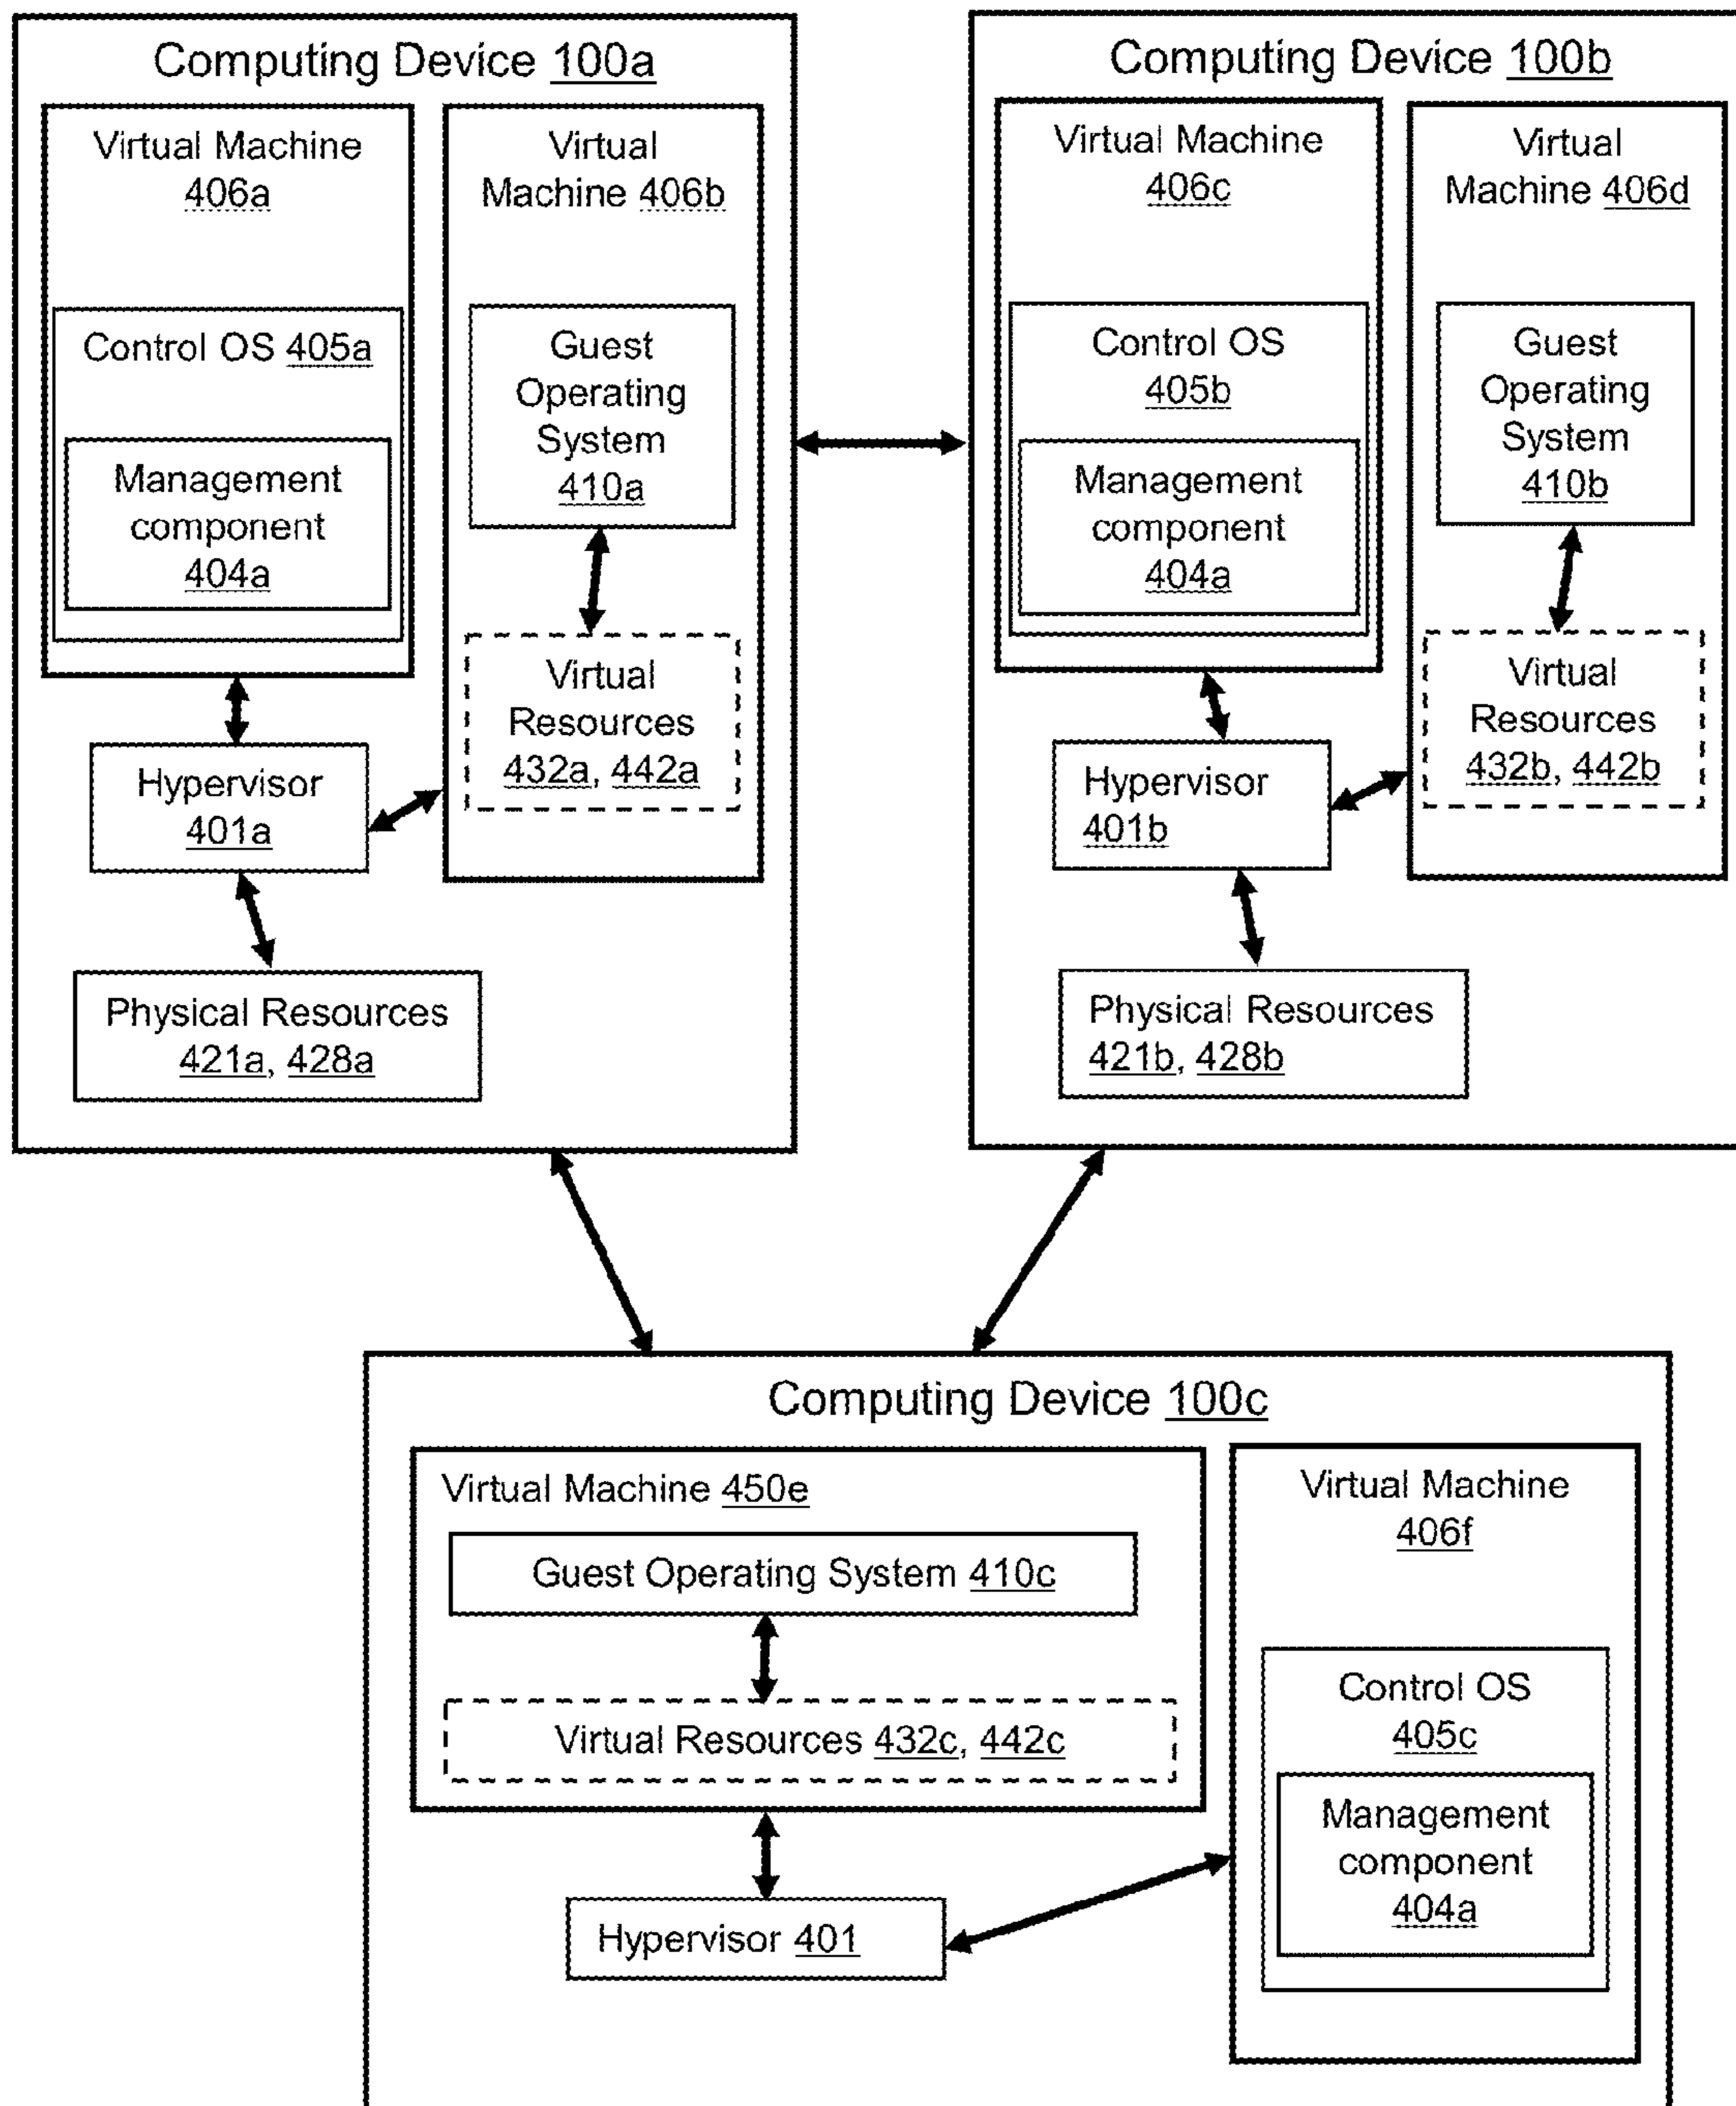 Computing Device 100a
Virtual Machine
406a
Control OS 405a
Management
component
404a
Virtual
Machine 406b
Guest
Operating
System
410a
Virtual
Resources
432a, 442a
Hypervisor
401a
Physical Resources
421a, 428a
Computing Device 100b
Virtual Machine
406c
Control OS
405b
Management
component
404a
Virtual
Machine 406d
Guest
Operating
System
410b
Virtual
Resources
432b, 442b
Hypervisor
401b
Physical Resources
421b, 428b
Computing Device 100c
Virtual Machine 450e
Guest Operating System 410c
Virtual Resources 432c, 442c
Hypervisor 401
Virtual Machine
406f
Control OS
405c
Management
component
404a